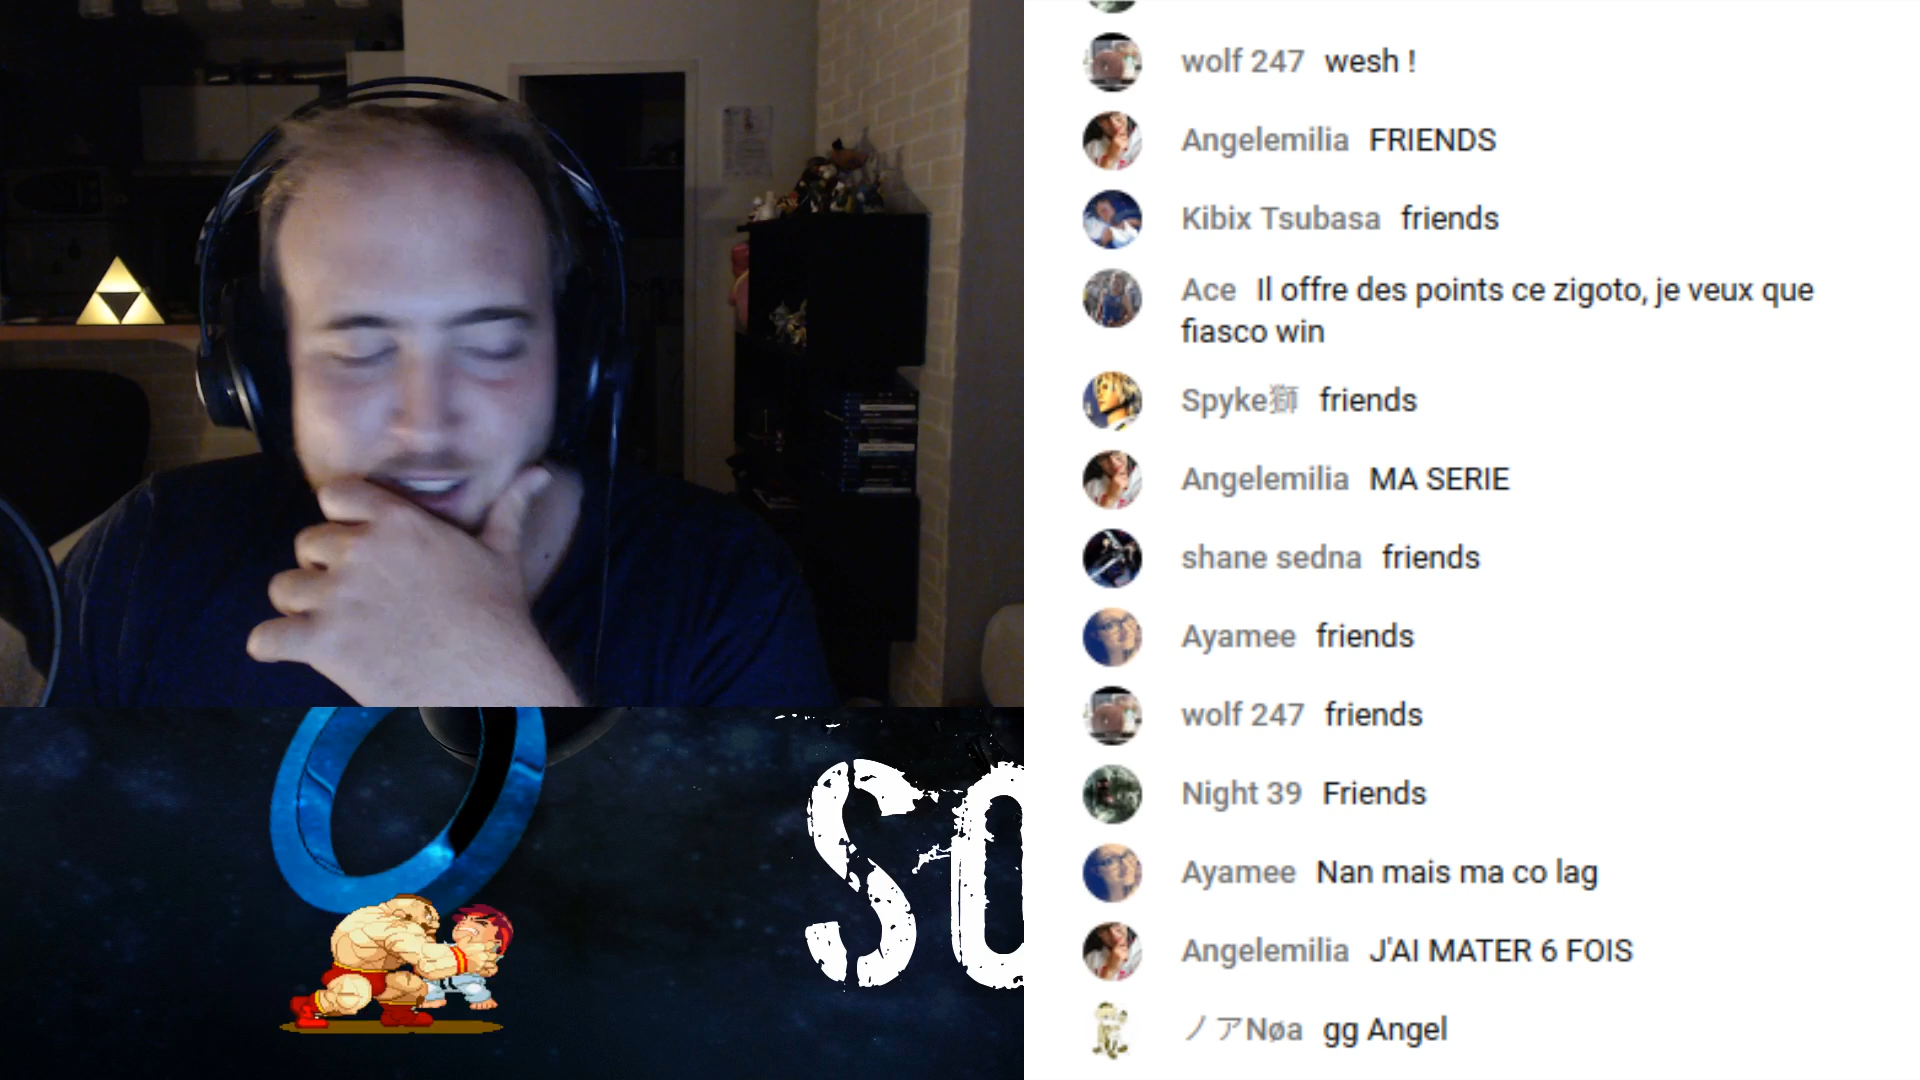 wolf 247 wesh !
Angelemilia FRIENDS
Kibix Tsubasa friends
Ace Il offre des points ce zigoto, je veux que
fiasco win
Spyke獅 friends
Angelemilia MA SERIE
shane sedna friends
Ayamee friends
wolf 247 friends
Night 39 Friends
Ayamee Nan mais ma co lag
Angelemilia J'AI MATER 6 FOIS
ノアNøa gg Angel
SO